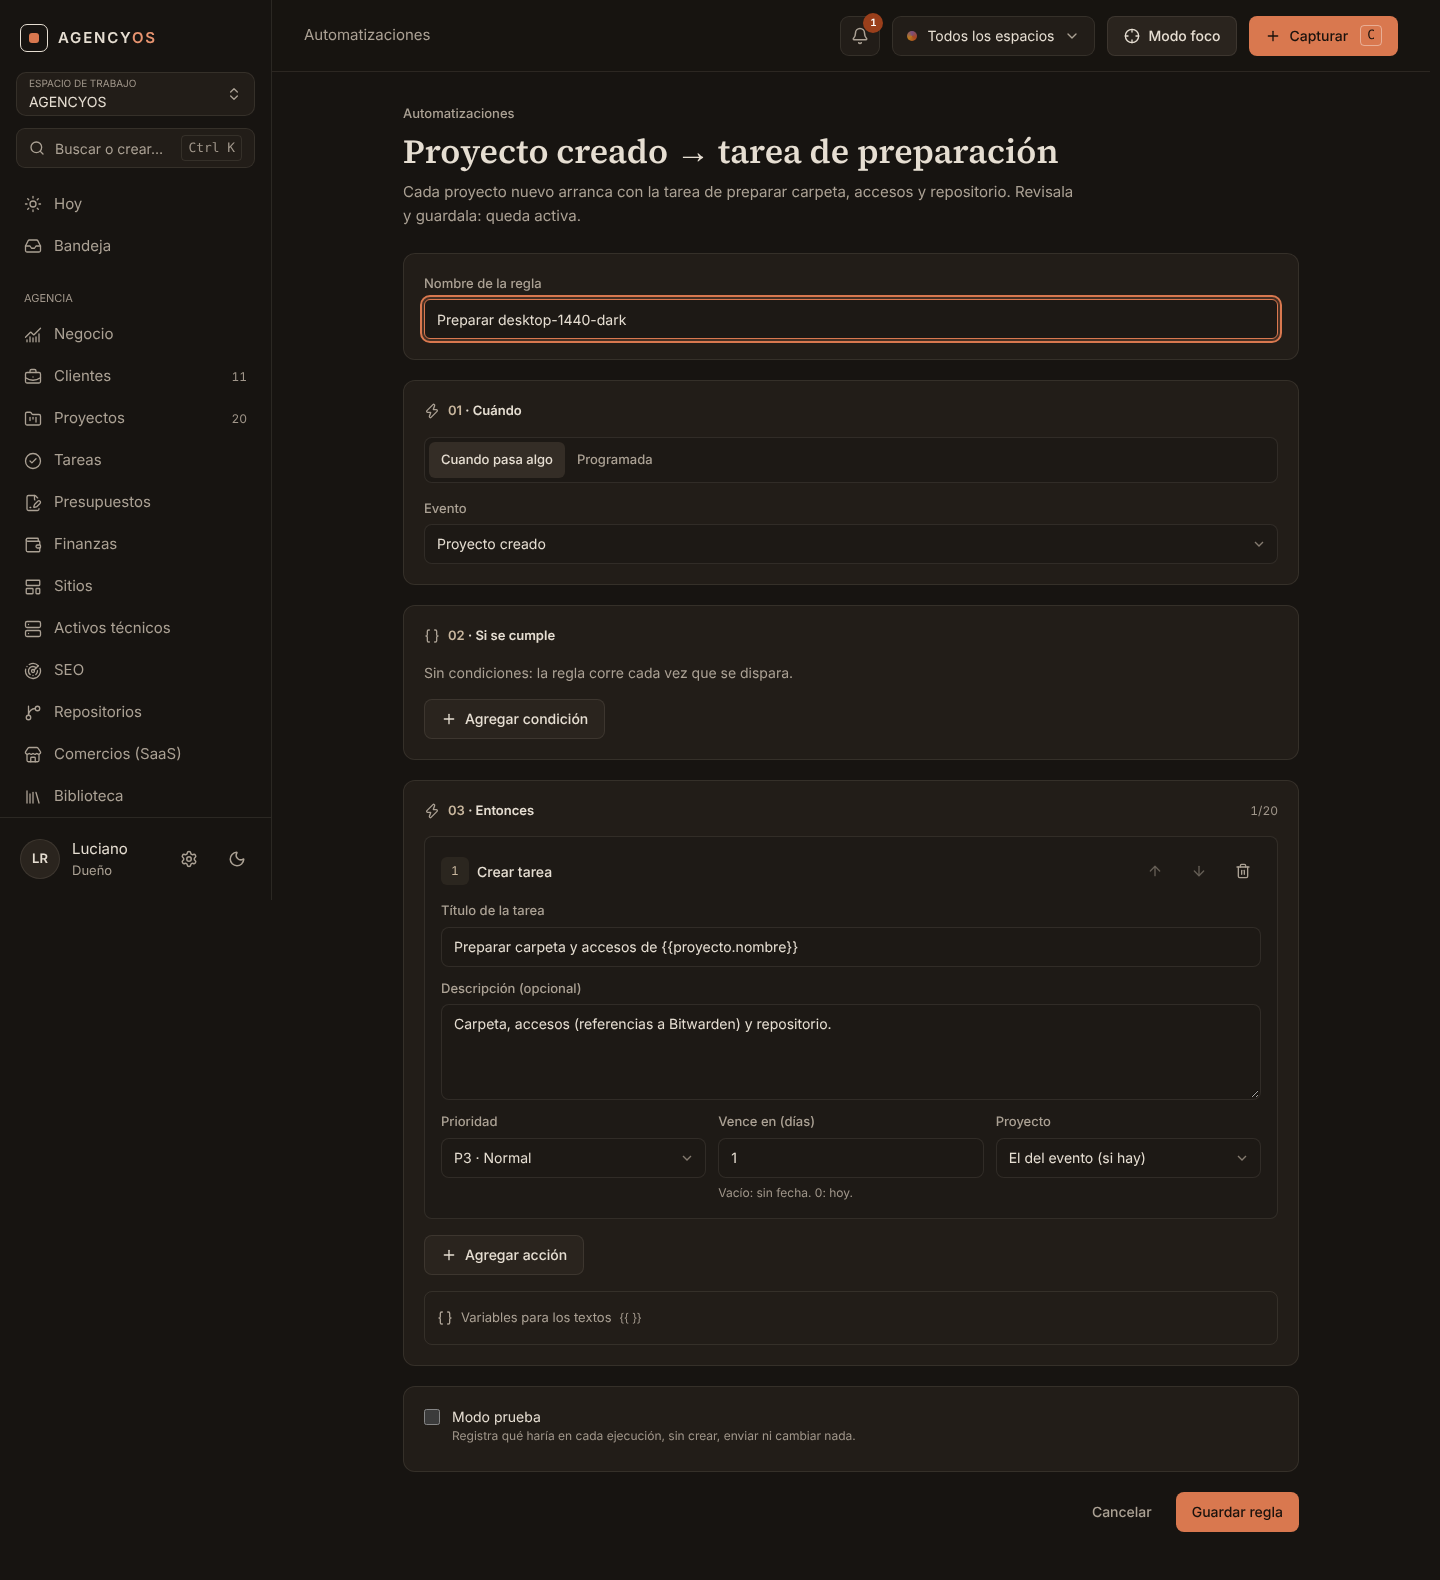 AGENCYOS
ESPACIO DE TRABAJO
AGENCYOS
Buscar o crear... Ctrl K
Hoy
Bandeja
AGENCIA
Negocio
Clientes 11
Proyectos 20
Tareas
Presupuestos
Finanzas
Sitios
Activos técnicos
SEO
Repositorios
Comercios (SaaS)
Biblioteca
LR
Luciano
Dueño
Automatizaciones
1
Todos los espacios
Modo foco
Capturar C
Automatizaciones
Proyecto creado → tarea de preparación
Cada proyecto nuevo arranca con la tarea de preparar carpeta, accesos y repositorio. Revisala
y guardala: queda activa.
Nombre de la regla
Preparar desktop-1440-dark
01 · Cuándo
Cuando pasa algo Programada
Evento
Proyecto creado
{} 02 · Si se cumple
Sin condiciones: la regla corre cada vez que se dispara.
+ Agregar condición
03 · Entonces 1/20
1 Crear tarea
Título de la tarea
Preparar carpeta y accesos de {{proyecto.nombre}}
Descripción (opcional)
Carpeta, accesos (referencias a Bitwarden) y repositorio.
Prioridad Vence en (días) Proyecto
P3 · Normal 1 El del evento (si hay)
Vacío: sin fecha. 0: hoy.
+ Agregar acción
{} Variables para los textos {{ }}
Modo prueba
Registra qué haría en cada ejecución, sin crear, enviar ni cambiar nada.
Cancelar Guardar regla